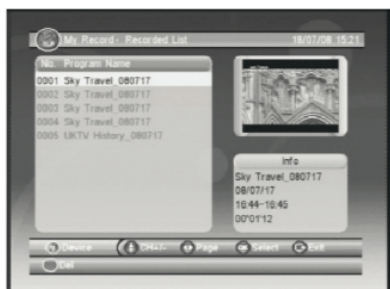 My Record - Recorded List 18/07/08 15:21
No. Program Name
0001 Sky Travel_080717
0002 Sky Travel_080717
0003 Sky Travel_080717
0004 Sky Travel_080717
0005 UKTV History_080717
Info
Sky Travel_080717
08/07/17
16:44-16:45
00"01'12
Device CH+/- Page OK Select Exit
Del